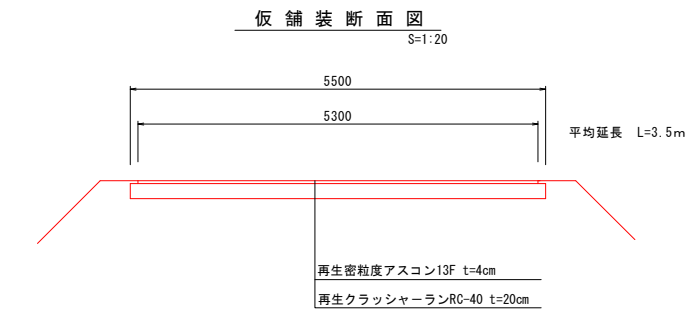 仮舗装断面図
S=1:20
5500
5300
平均延長 L=3.5m
再生密粒度アスコン13F t=4cm
再生クラッシャーランRC-40 t=20cm